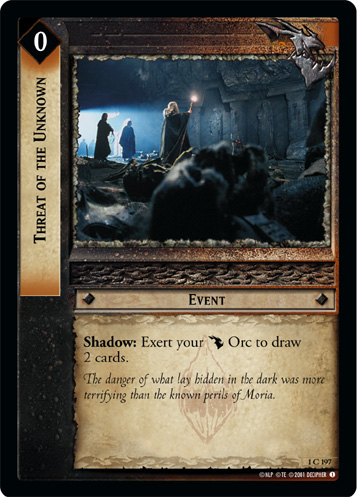 0
THREAT OF THE UNKNOWN
EVENT
Shadow: Exert your Orc to draw
2 cards.
The danger of what lay hidden in the dark was more
terrifying than the known perils of Moria.
1 C 197
©NLP ©TE ©2001 DECIPHER 1